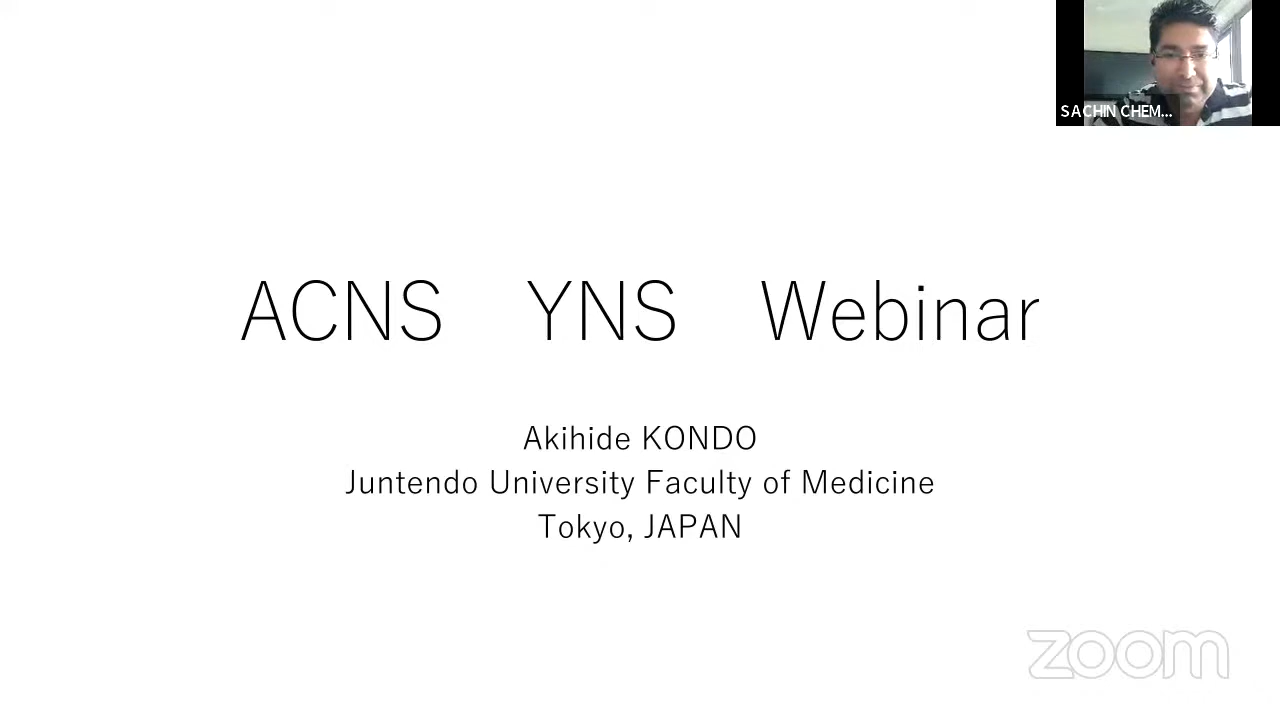 SACHIN CHEM...
ACNS YNS Webinar
Akihide KONDO
Juntendo University Faculty of Medicine
Tokyo, JAPAN
zoom